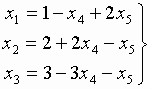 x₁ = 1 − x₄ + 2x₅
x₂ = 2 + 2x₄ − x₅
x₃ = 3 − 3x₄ − x₅